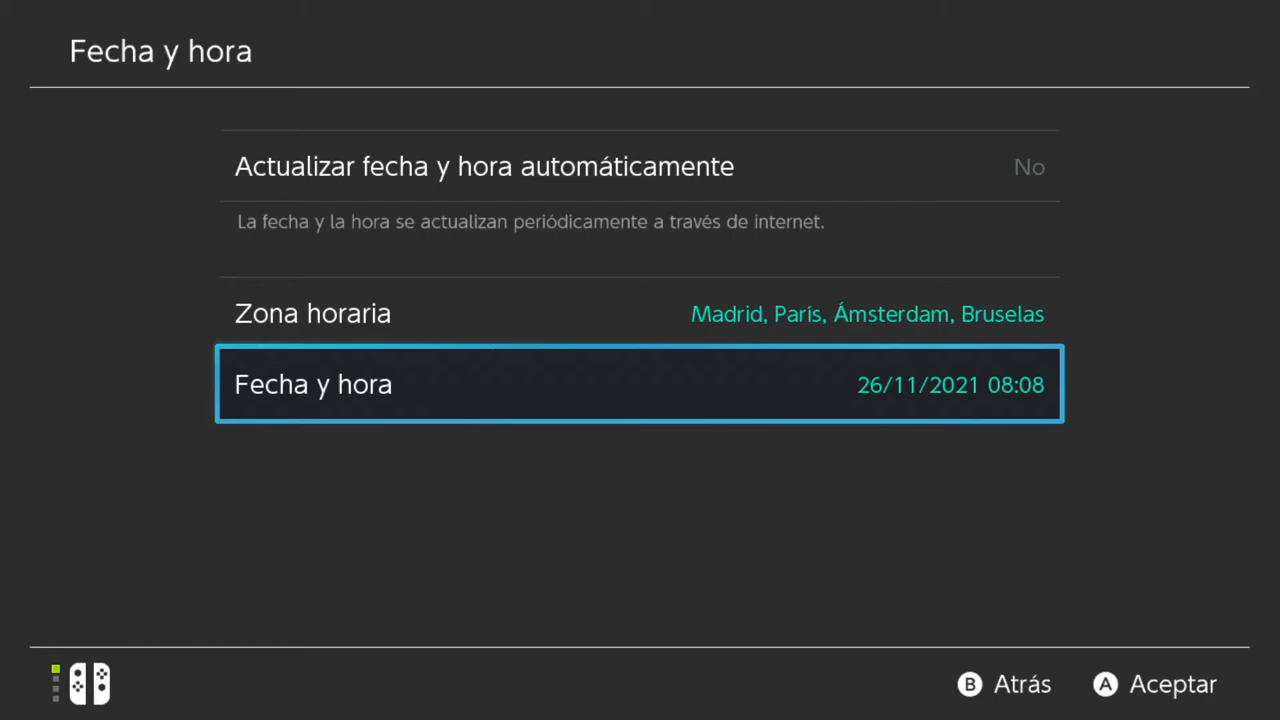 Fecha y hora
Actualizar fecha y hora automáticamente No
La fecha y la hora se actualizan periódicamente a través de internet.
Zona horaria Madrid, París, Ámsterdam, Bruselas
Fecha y hora 26/11/2021 08:08
B Atrás A Aceptar